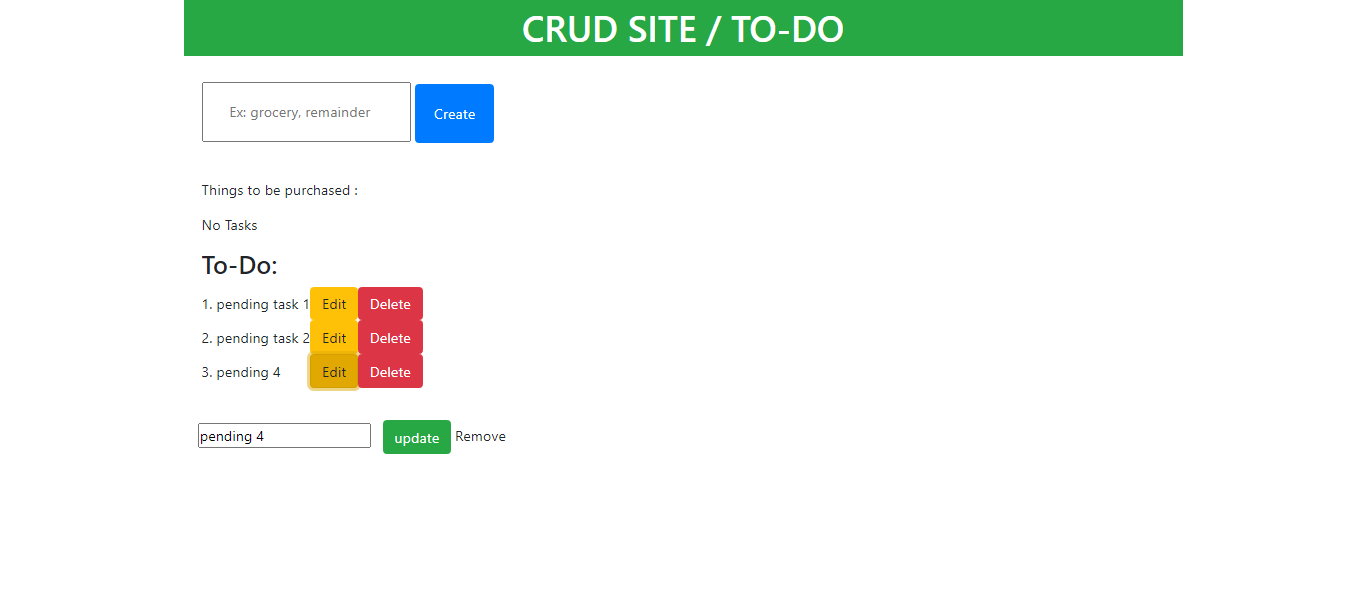 CRUD SITE / TO-DO
Ex: grocery, remainder Create
Things to be purchased :
No Tasks
To-Do:
1. pending task 1 Edit Delete
2. pending task 2 Edit Delete
3. pending 4 Edit Delete
pending 4 update Remove